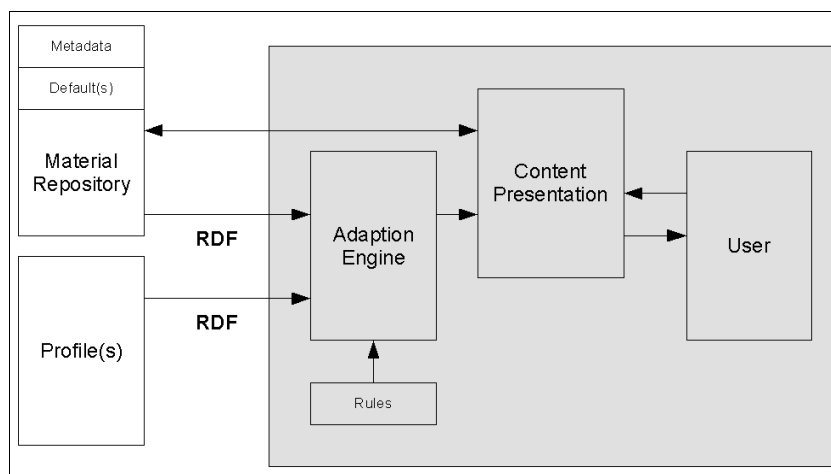 Metadata
Default(s)
Material
Repository
RDF
Profile(s)
RDF
Adaption
Engine
Rules
Content
Presentation
User